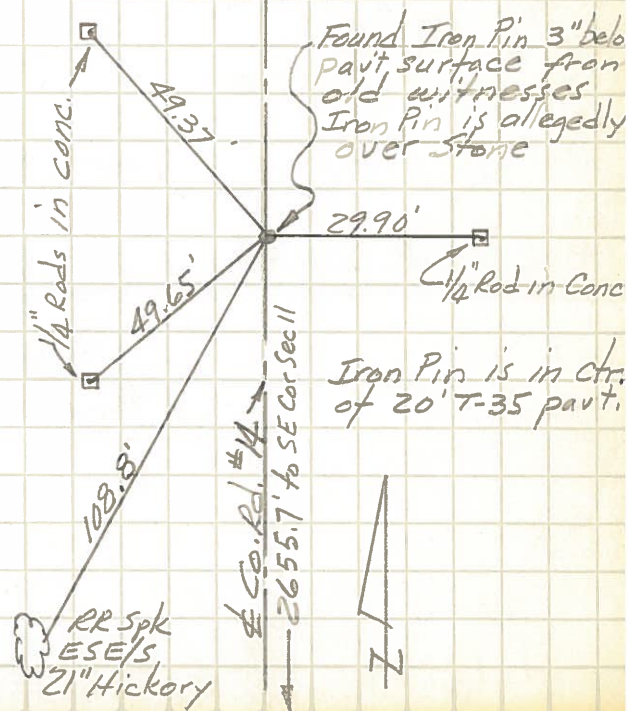 Found Iron Pin 3" belo
pavt surface from
old witnesses
Iron Pin is allegedly
over Stone
49.37
1/4" Rods in conc.
29.90'
1/4" Rod in Conc
49.65'
Iron Pin is in Ctr.
of 20' T-35 pavt.
108.8'
℄ Co. Rd. #14
2655.7' to SE Cor Sec 11
RR Spk
ESE/S
21" Hickory
N